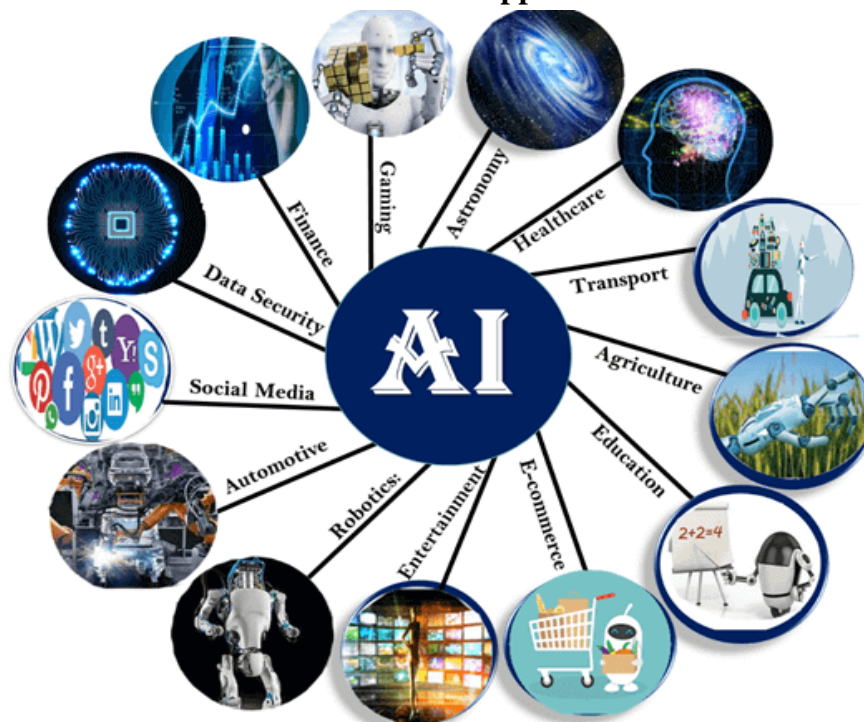 Gaming
Astronomy
Finance
Healthcare
Data Security
Transport
AI
Agriculture
Social Media
Education
Automotive
Robotics:
Entertainment
E-commerce
2+2=4
W
t
Y!
g+
S
f
in